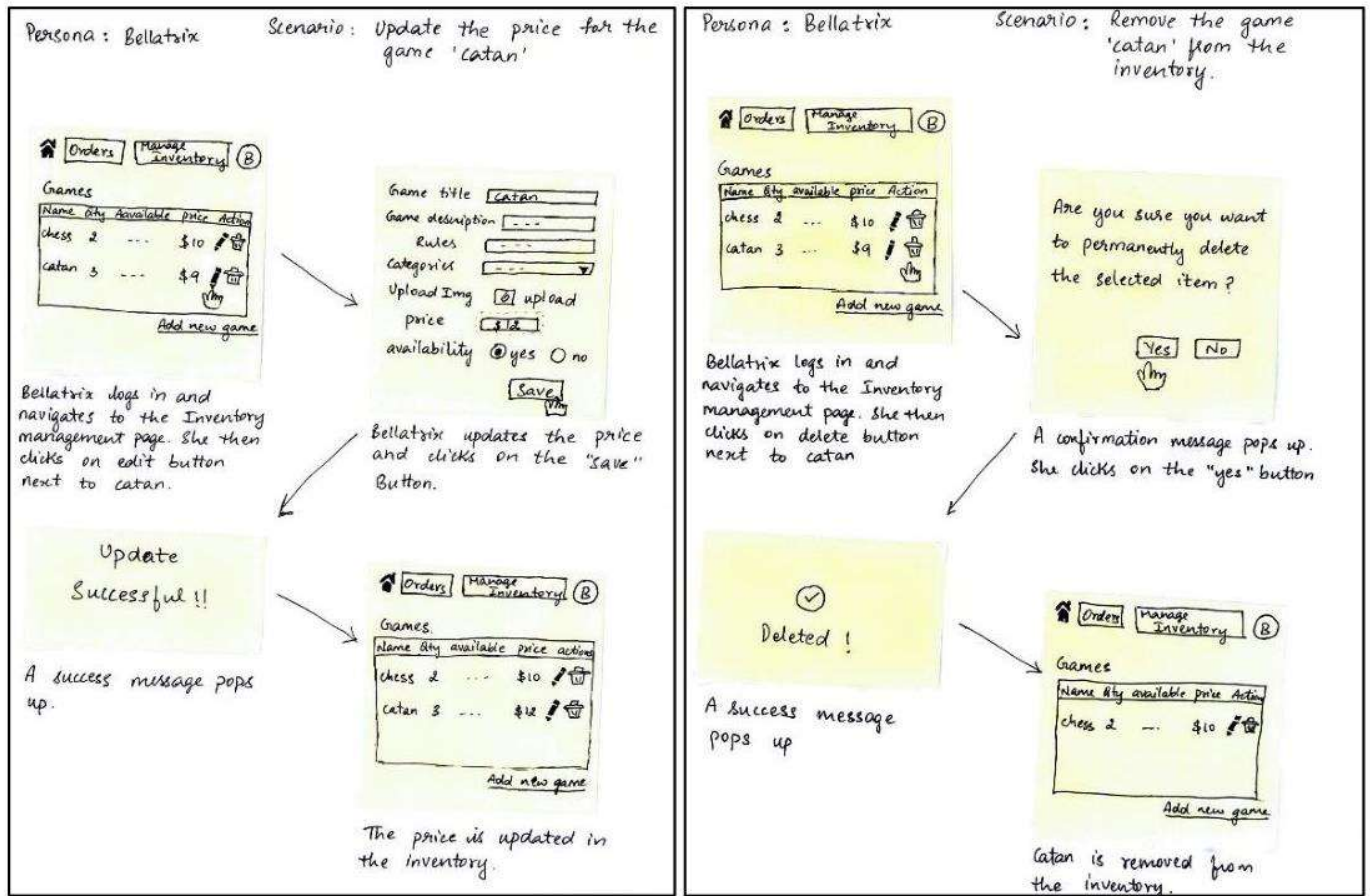 Persona : Bellatrix
Scenario : Update the price for the
game 'catan'
Orders
Manage
Inventory
B
Games
Name Qty Aavailable price Action
chess 2 --- $10
catan 3 --- $9
Add new game
Bellatrix logs in and
navigates to the Inventory
management page. She then
clicks on edit button
next to catan.
Game title catan
Game description ---
Rules ---
Categories ---
Upload Img upload
price $12
availability yes no
Save
Bellatrix updates the price
and clicks on the "save"
Button.
Update
Successful !!
A success message pops
up.
Orders
Manage
Inventory
B
Games
Name Qty available price actions
chess 2 --- $10
catan 3 --- $12
Add new game
The price is updated in
the inventory.
Persona : Bellatrix
Scenario : Remove the game
'catan' from the
inventory.
Orders
Manage
Inventory
B
Games
Name Qty available price Action
chess 2 --- $10
catan 3 --- $9
Add new game
Bellatrix logs in and
navigates to the Inventory
management page. She then
clicks on delete button
next to catan
Are you sure you want
to permanently delete
the selected item ?
Yes No
A confirmation message pops up.
She clicks on the "yes" button
Deleted !
A success message
pops up
Orders
Manage
Inventory
B
Games
Name Qty available price Action
chess 2 --- $10
Add new game
Catan is removed from
the inventory.